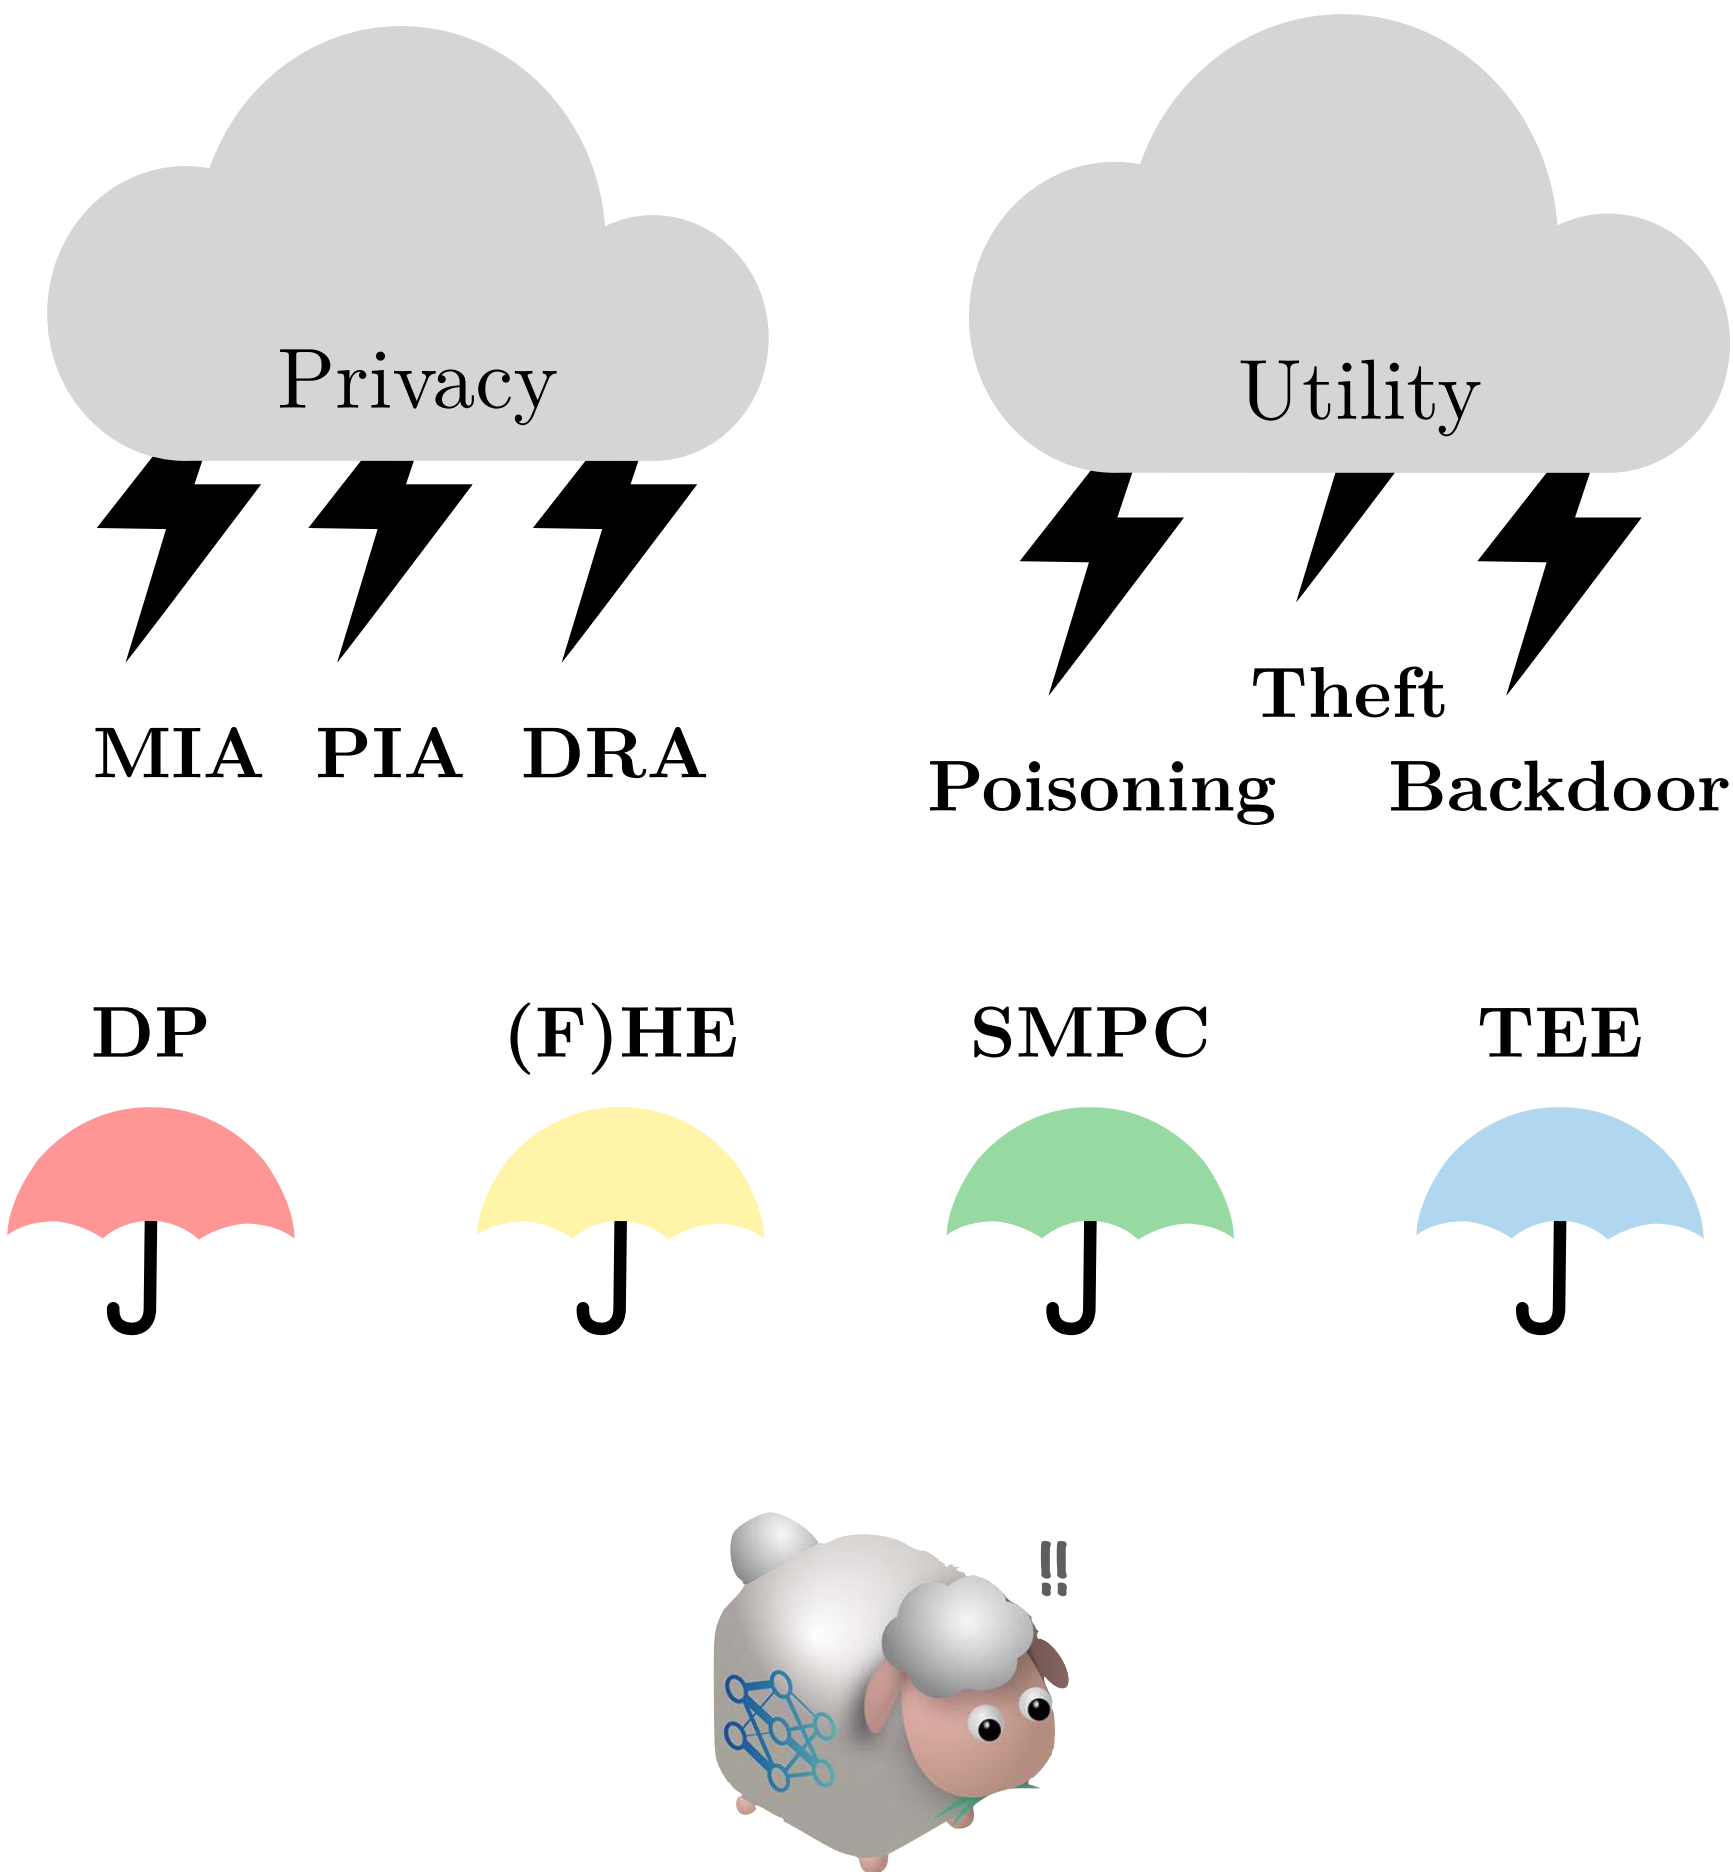 Privacy
Utility
MIA PIA DRA
Theft
Poisoning Backdoor
DP (F)HE SMPC TEE
!!